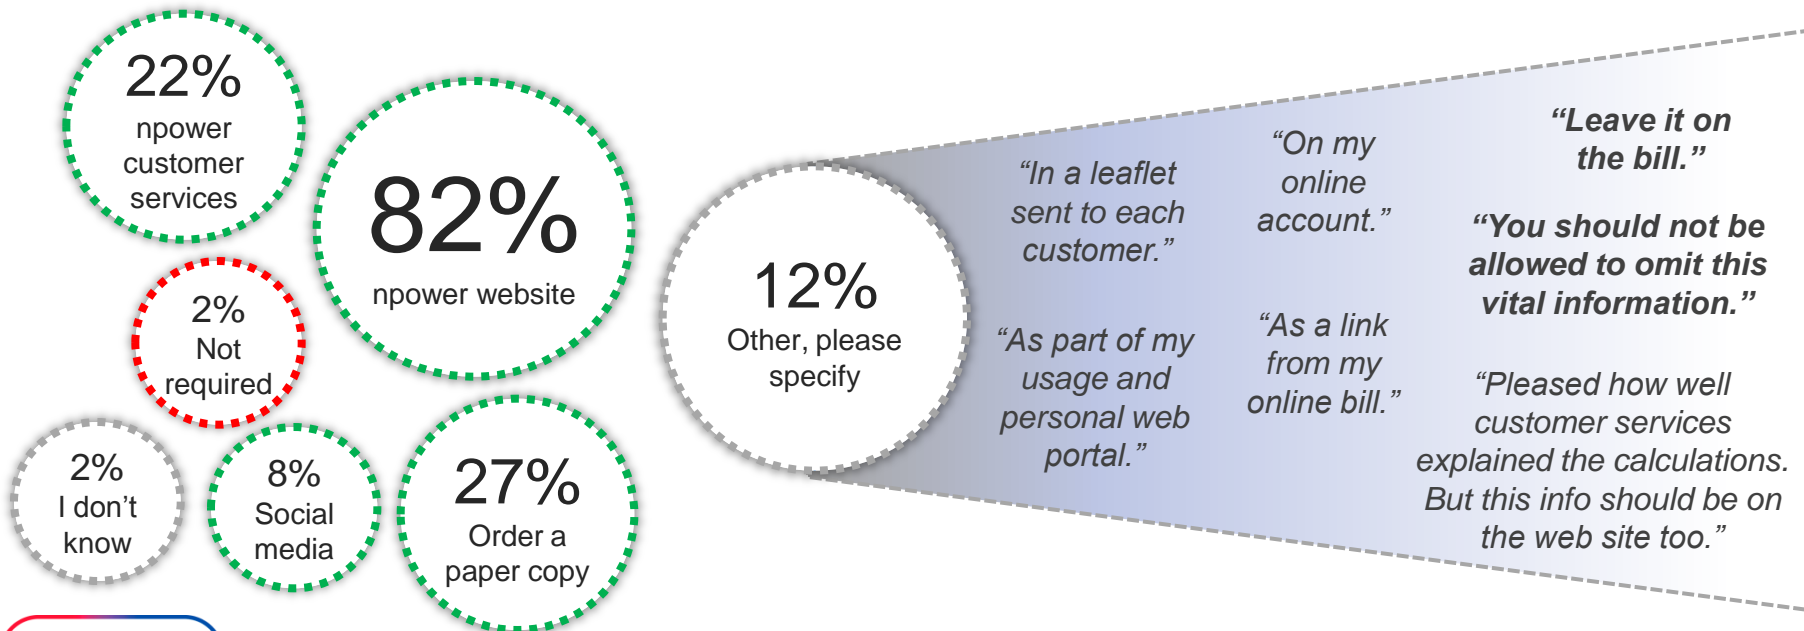 22%
npower
customer
services
82%
npower website
2%
Not
required
2%
I don't
know
8%
Social
media
27%
Order a
paper copy
12%
Other, please
specify
“In a leaflet
sent to each
customer.”
“On my
online
account.”
“Leave it on
the bill.”
“You should not be
allowed to omit this
vital information.”
“As part of my
usage and
personal web
portal.”
“As a link
from my
online bill.”
“Pleased how well
customer services
explained the calculations.
But this info should be on
the web site too.”